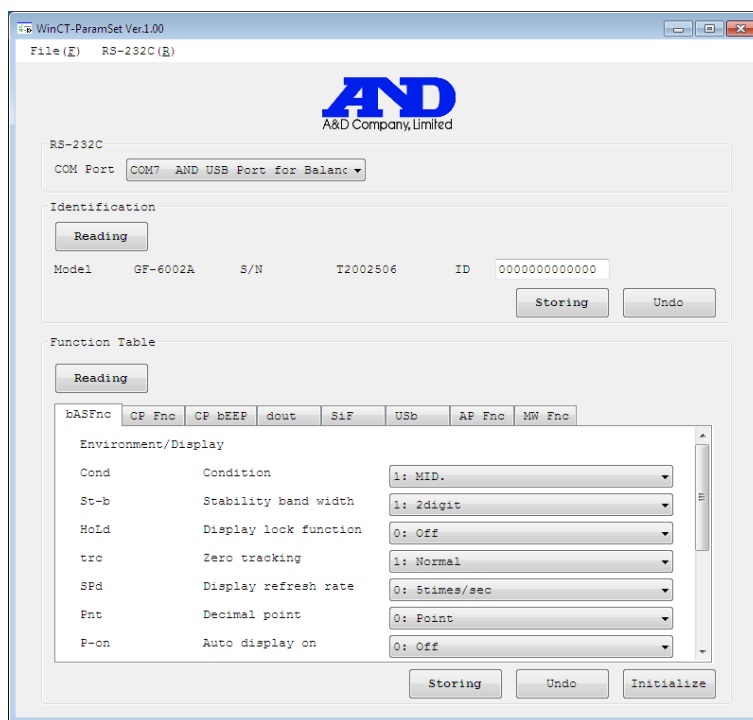 WinCT-ParamSet Ver.1.00
File(F) RS-232C(R)
AND
A&D Company, Limited
RS-232C
COM Port COM7 AND USB Port for Balanc
Identification
Reading
Model GF-6002A S/N T2002506 ID 0000000000000
Storing Undo
Function Table
Reading
bASFnc CP Fnc CP bEEP dout SiF USb AP Fnc MW Fnc
Environment/Display
Cond Condition 1: MID.
St-b Stability band width 1: 2digit
HoLd Display lock function 0: Off
trc Zero tracking 1: Normal
SPd Display refresh rate 0: 5times/sec
Pnt Decimal point 0: Point
P-on Auto display on 0: Off
Storing Undo Initialize